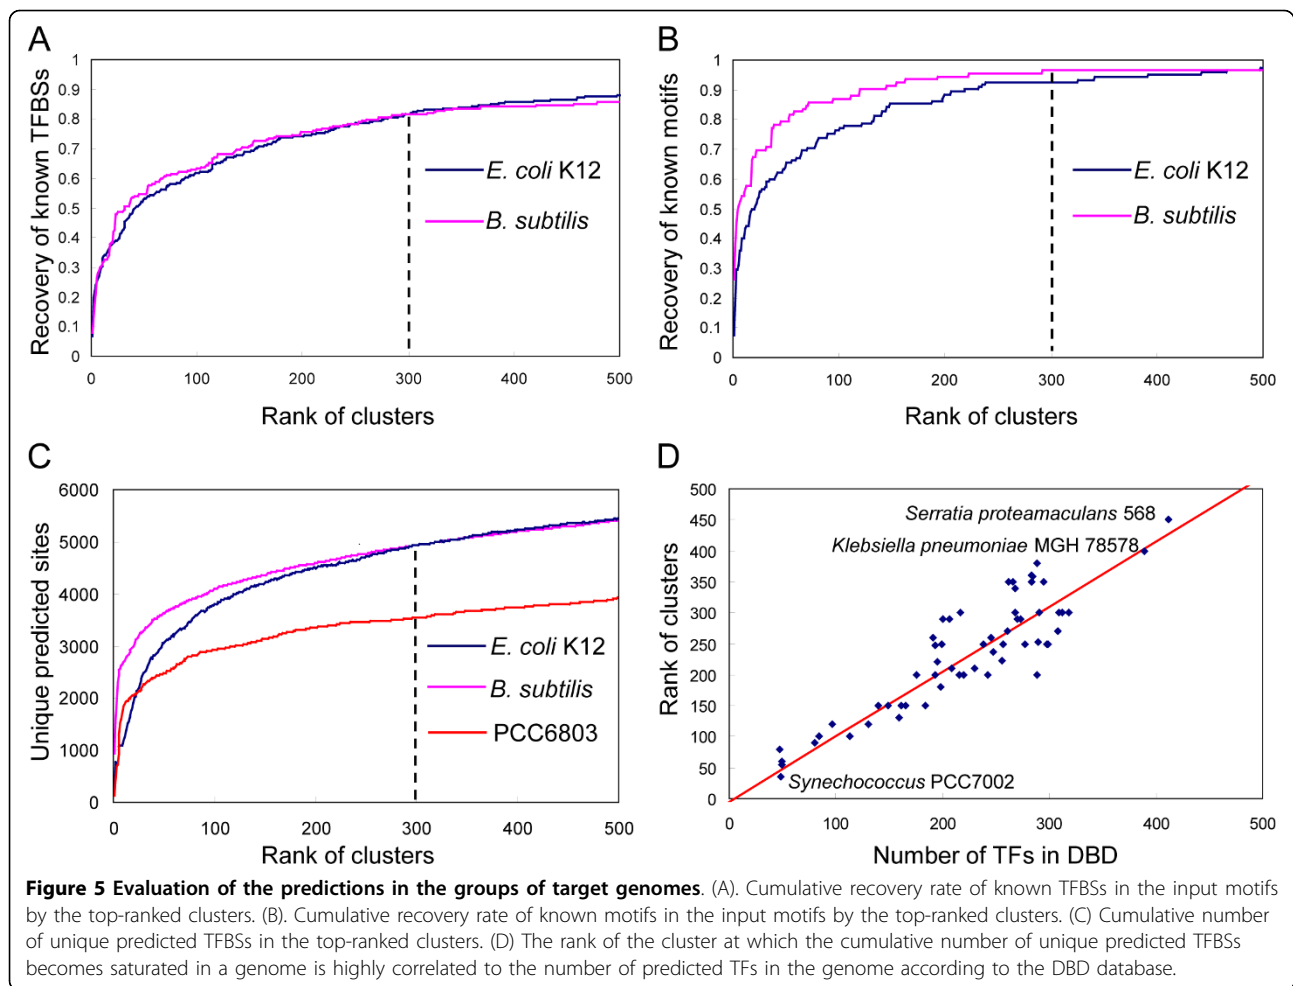 A
Recovery of known TFBSs
1
0.9
0.8
0.7
0.6
0.5
0.4
0.3
0.2
0.1
0
E. coli K12
B. subtilis
0 100 200 300 400 500
Rank of clusters
B
Recovery of known motifs
1
0.9
0.8
0.7
0.6
0.5
0.4
0.3
0.2
0.1
0
E. coli K12
B. subtilis
0 100 200 300 400 500
Rank of clusters
C
Unique predicted sites
6000
5000
4000
3000
2000
1000
0
E. coli K12
B. subtilis
PCC6803
0 100 200 300 400 500
Rank of clusters
D
Rank of clusters
500
450
400
350
300
250
200
150
100
50
0
Serratia proteamaculans 568
Klebsiella pneumoniae MGH 78578
Synechococcus PCC7002
0 100 200 300 400 500
Number of TFs in DBD
Figure 5 Evaluation of the predictions in the groups of target genomes. (A). Cumulative recovery rate of known TFBSs in the input motifs
by the top-ranked clusters. (B). Cumulative recovery rate of known motifs in the input motifs by the top-ranked clusters. (C) Cumulative number
of unique predicted TFBSs in the top-ranked clusters. (D) The rank of the cluster at which the cumulative number of unique predicted TFBSs
becomes saturated in a genome is highly correlated to the number of predicted TFs in the genome according to the DBD database.